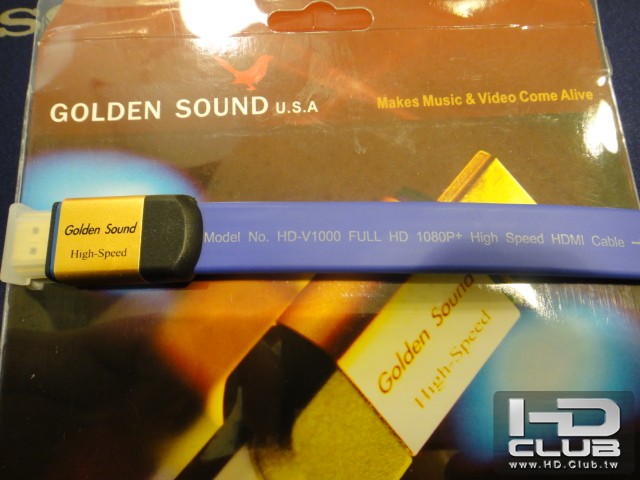 GOLDEN SOUND U.S.A
Makes Music & Video Come Alive
Golden Sound
High-Speed
Model No. HD-V1000 FULL HD 1080P+ High Speed HDMI Cable
Golden Sound
High-Speed
HD
CLUB
www.HD.Club.tw